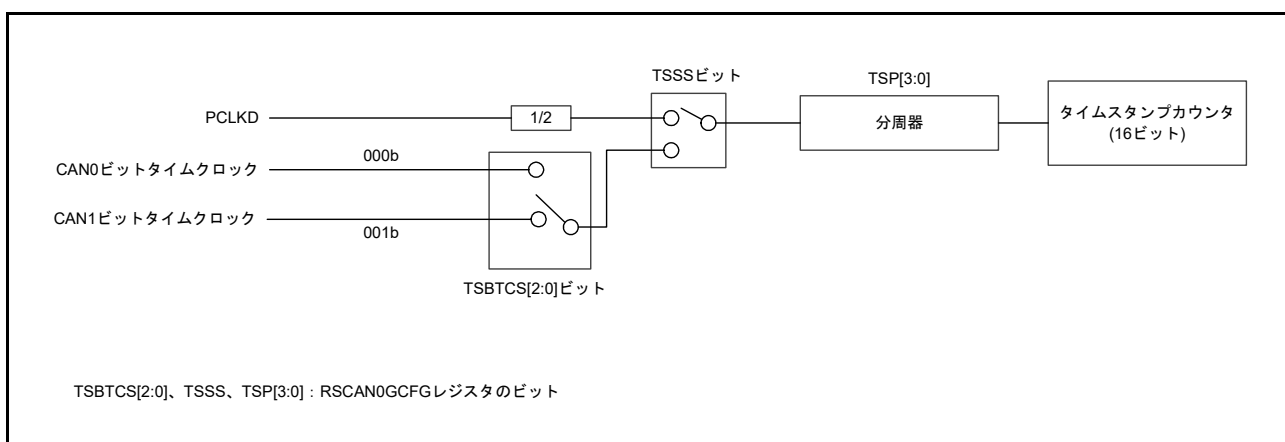 TSSSビット
TSP[3:0]
PCLKD
1/2
分周器
タイムスタンプカウンタ
(16ビット)
000b
CAN0ビットタイムクロック
CAN1ビットタイムクロック
001b
TSBTCS[2:0]ビット
TSBTCS[2:0]、TSSS、TSP[3:0]：RSCAN0GCFGレジスタのビット